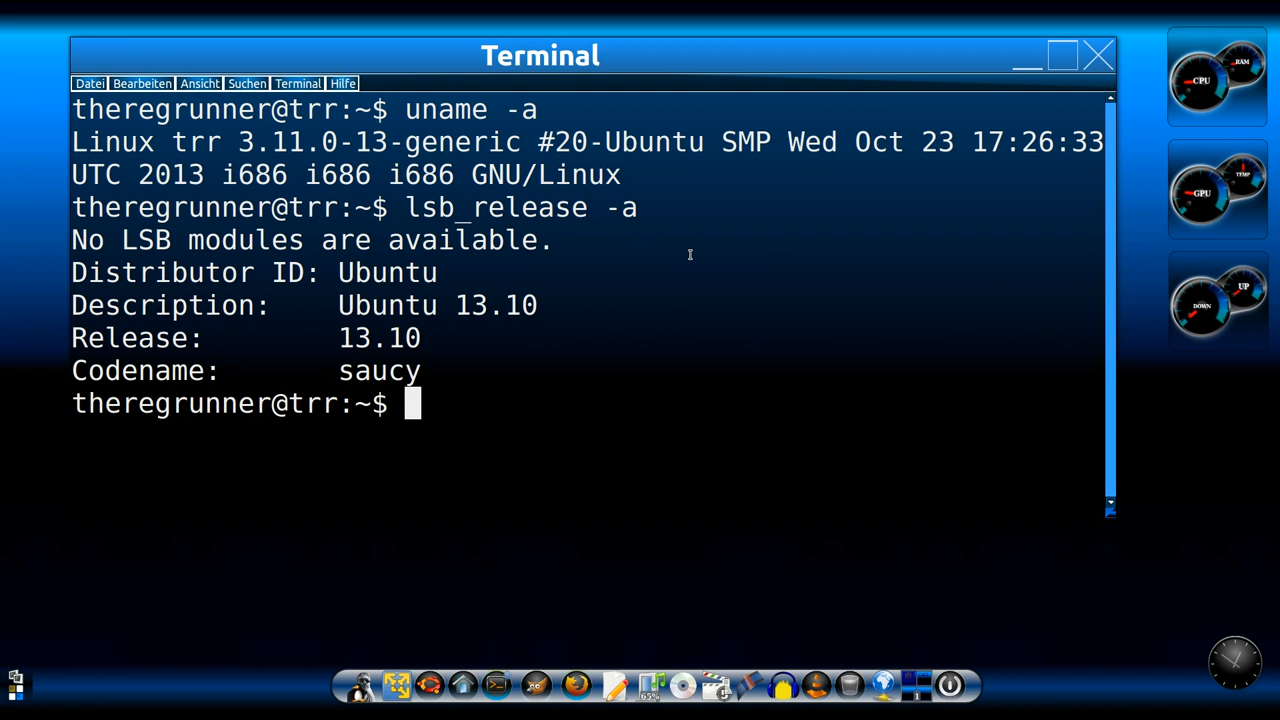 Terminal
Datei Bearbeiten Ansicht Suchen Terminal Hilfe
theregrunner@trr:~$ uname -a
Linux trr 3.11.0-13-generic #20-Ubuntu SMP Wed Oct 23 17:26:33
UTC 2013 i686 i686 i686 GNU/Linux
theregrunner@trr:~$ lsb_release -a
No LSB modules are available.
Distributor ID: Ubuntu
Description:    Ubuntu 13.10
Release:        13.10
Codename:       saucy
theregrunner@trr:~$
CPU RAM
GPU TEMP
DOWN UP
65%
1